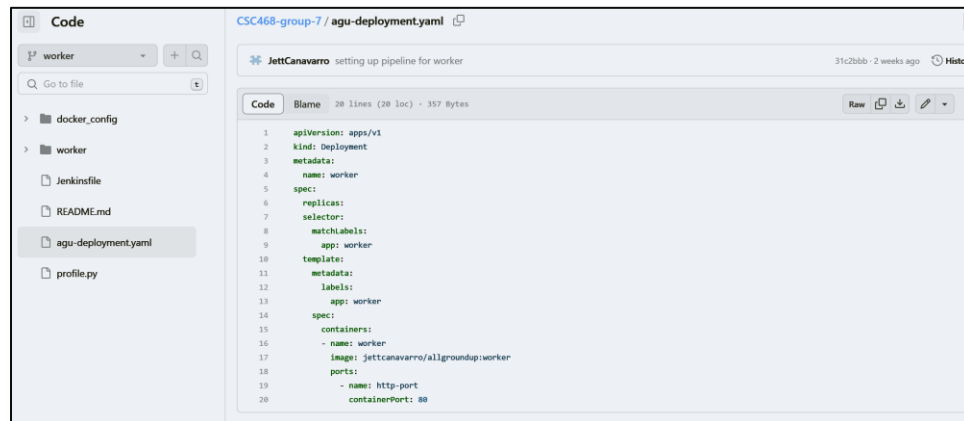 Code
worker
Go to file
t
docker_config
worker
Jenkinsfile
README.md
agu-deployment.yaml
profile.py
CSC468-group-7 / agu-deployment.yaml
JettCanavarro setting up pipeline for worker
31c2bbb · 2 weeks ago
Histo
Code Blame 20 lines (20 loc) · 357 Bytes
Raw
1 apiVersion: apps/v1
2 kind: Deployment
3 metadata:
4 name: worker
5 spec:
6 replicas:
7 selector:
8 matchLabels:
9 app: worker
10 template:
11 metadata:
12 labels:
13 app: worker
14 spec:
15 containers:
16 - name: worker
17 image: jettcanavarro/allgroundup:worker
18 ports:
19 - name: http-port
20 containerPort: 80